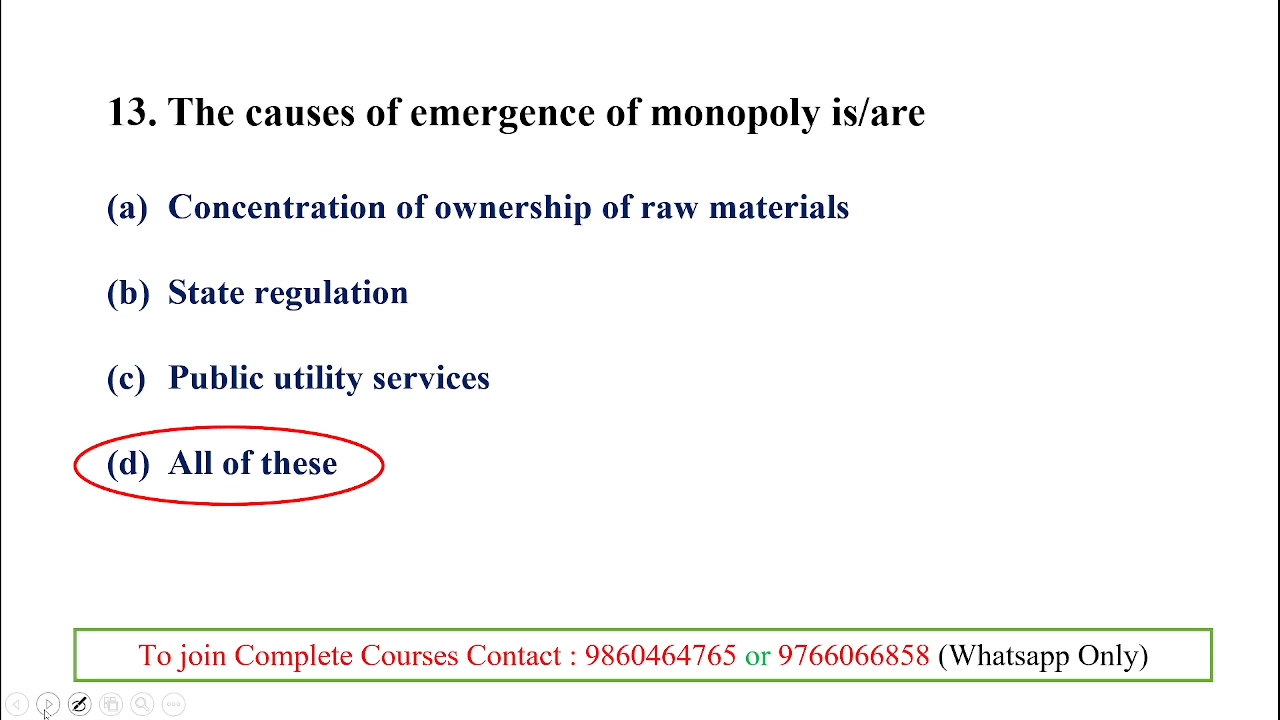 13. The causes of emergence of monopoly is/are
(a) Concentration of ownership of raw materials
(b) State regulation
(c) Public utility services
(d) All of these
To join Complete Courses Contact : 9860464765 or 9766066858 (Whatsapp Only)